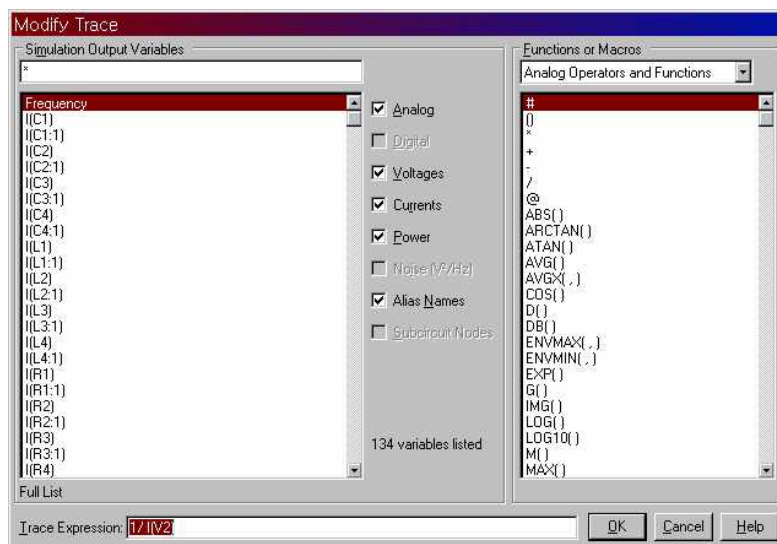 Modify Trace
Simulation Output Variables
*
Frequency
I(C1)
I(C1:1)
I(C2)
I(C2:1)
I(C3)
I(C3:1)
I(C4)
I(C4:1)
I(L1)
I(L1:1)
I(L2)
I(L2:1)
I(L3)
I(L3:1)
I(L4)
I(L4:1)
I(R1)
I(R1:1)
I(R2)
I(R2:1)
I(R3)
I(R3:1)
I(R4)
Full List
Analog
Digital
Voltages
Currents
Power
Noise (V²/Hz)
Alias Names
Subcircuit Nodes
134 variables listed
Functions or Macros
Analog Operators and Functions
#
()
*
+
-
/
@
ABS( )
ARCTAN( )
ATAN( )
AVG( )
AVGX( , )
COS( )
D( )
DB( )
ENVMAX( , )
ENVMIN( , )
EXP( )
G( )
IMG( )
LOG( )
LOG10( )
M( )
MAX( )
Trace Expression: 1/ I(V2)
OK Cancel Help